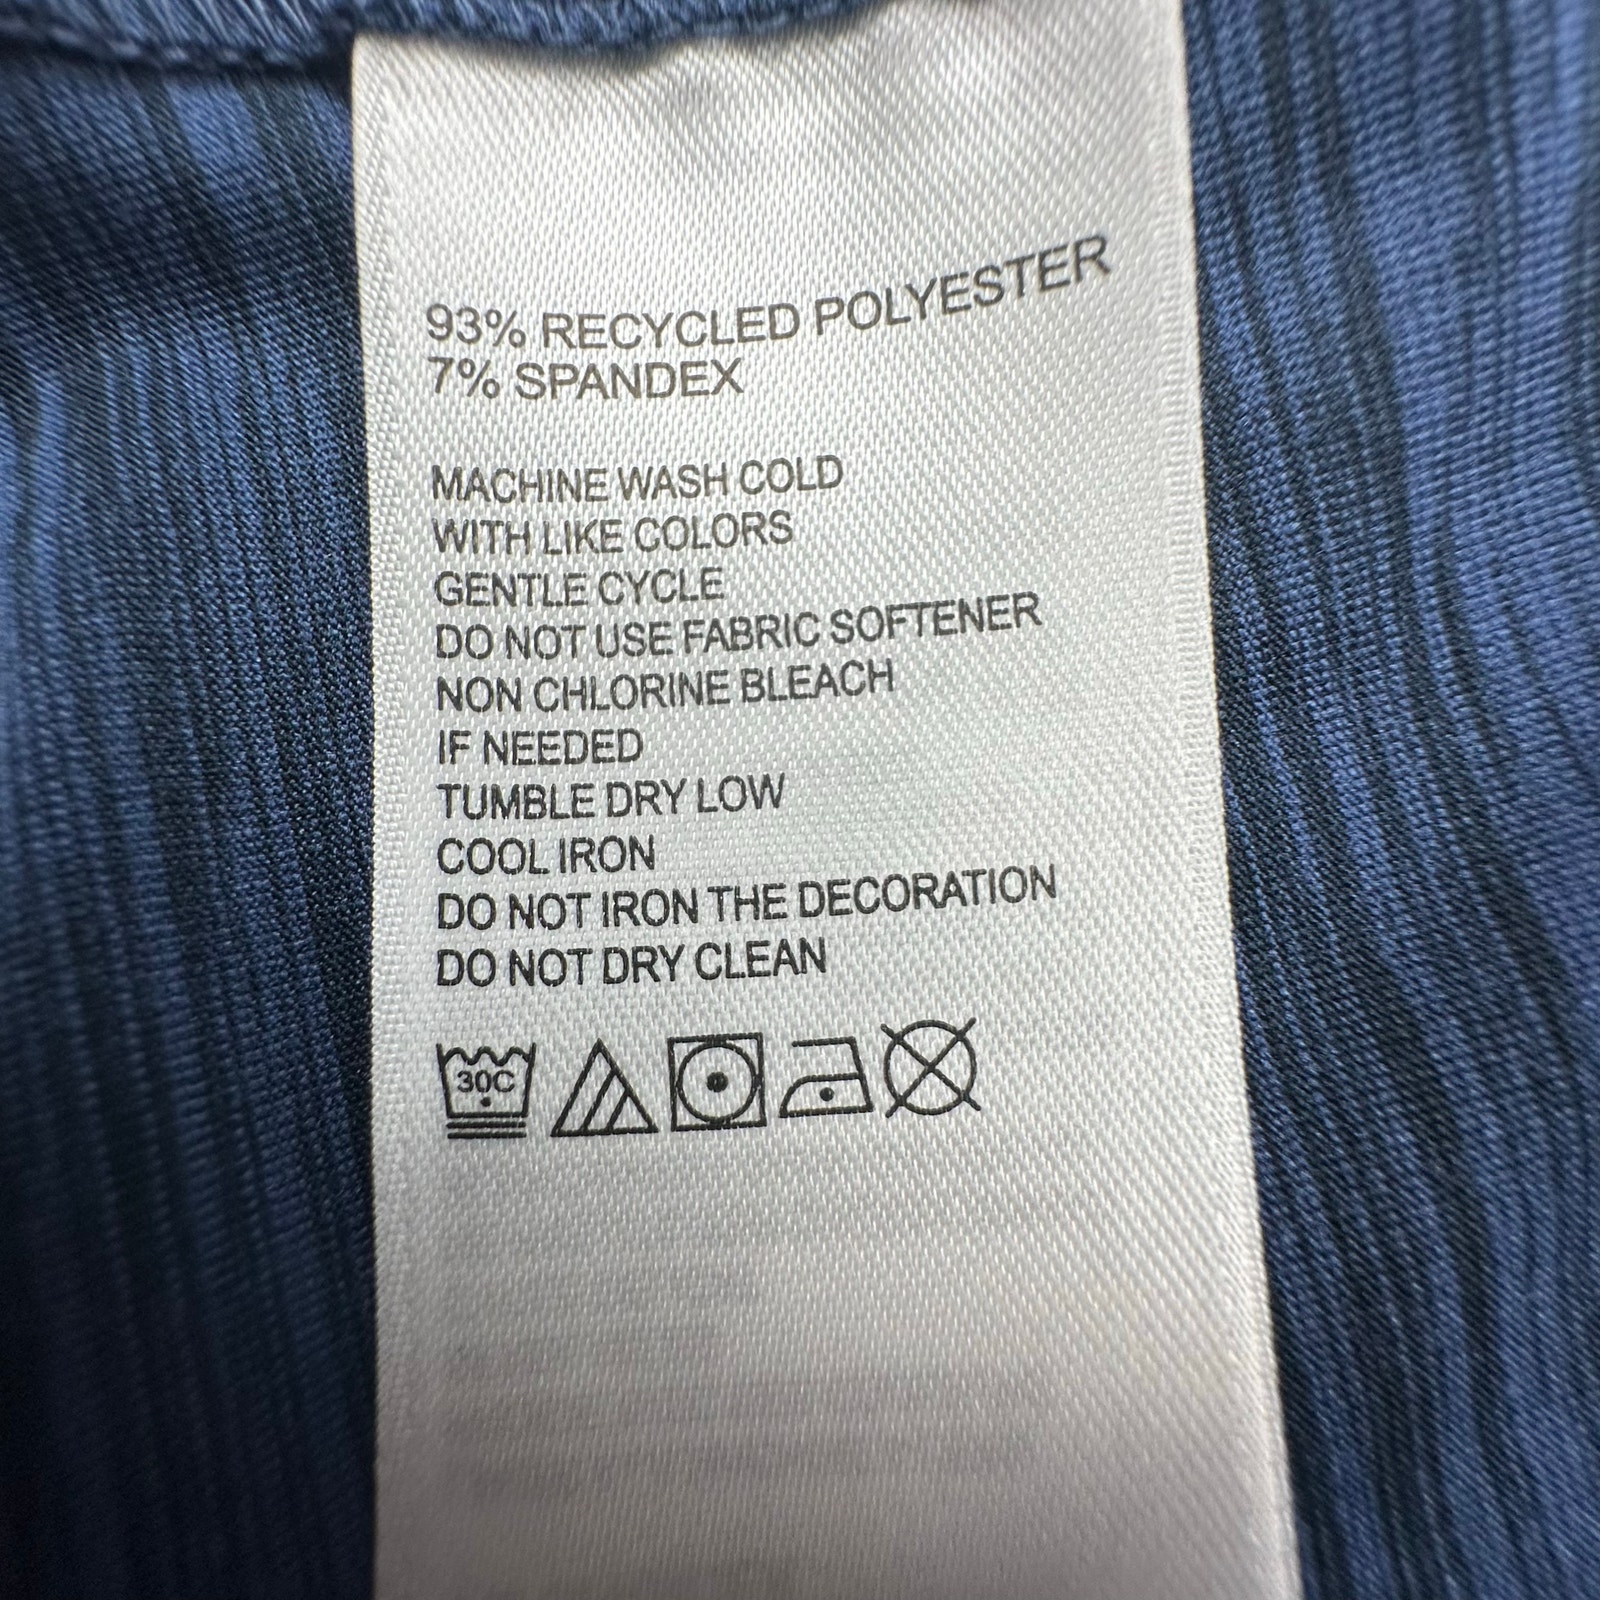 93% RECYCLED POLYESTER
7% SPANDEX
MACHINE WASH COLD
WITH LIKE COLORS
GENTLE CYCLE
DO NOT USE FABRIC SOFTENER
NON CHLORINE BLEACH
IF NEEDED
TUMBLE DRY LOW
COOL IRON
DO NOT IRON THE DECORATION
DO NOT DRY CLEAN
30C